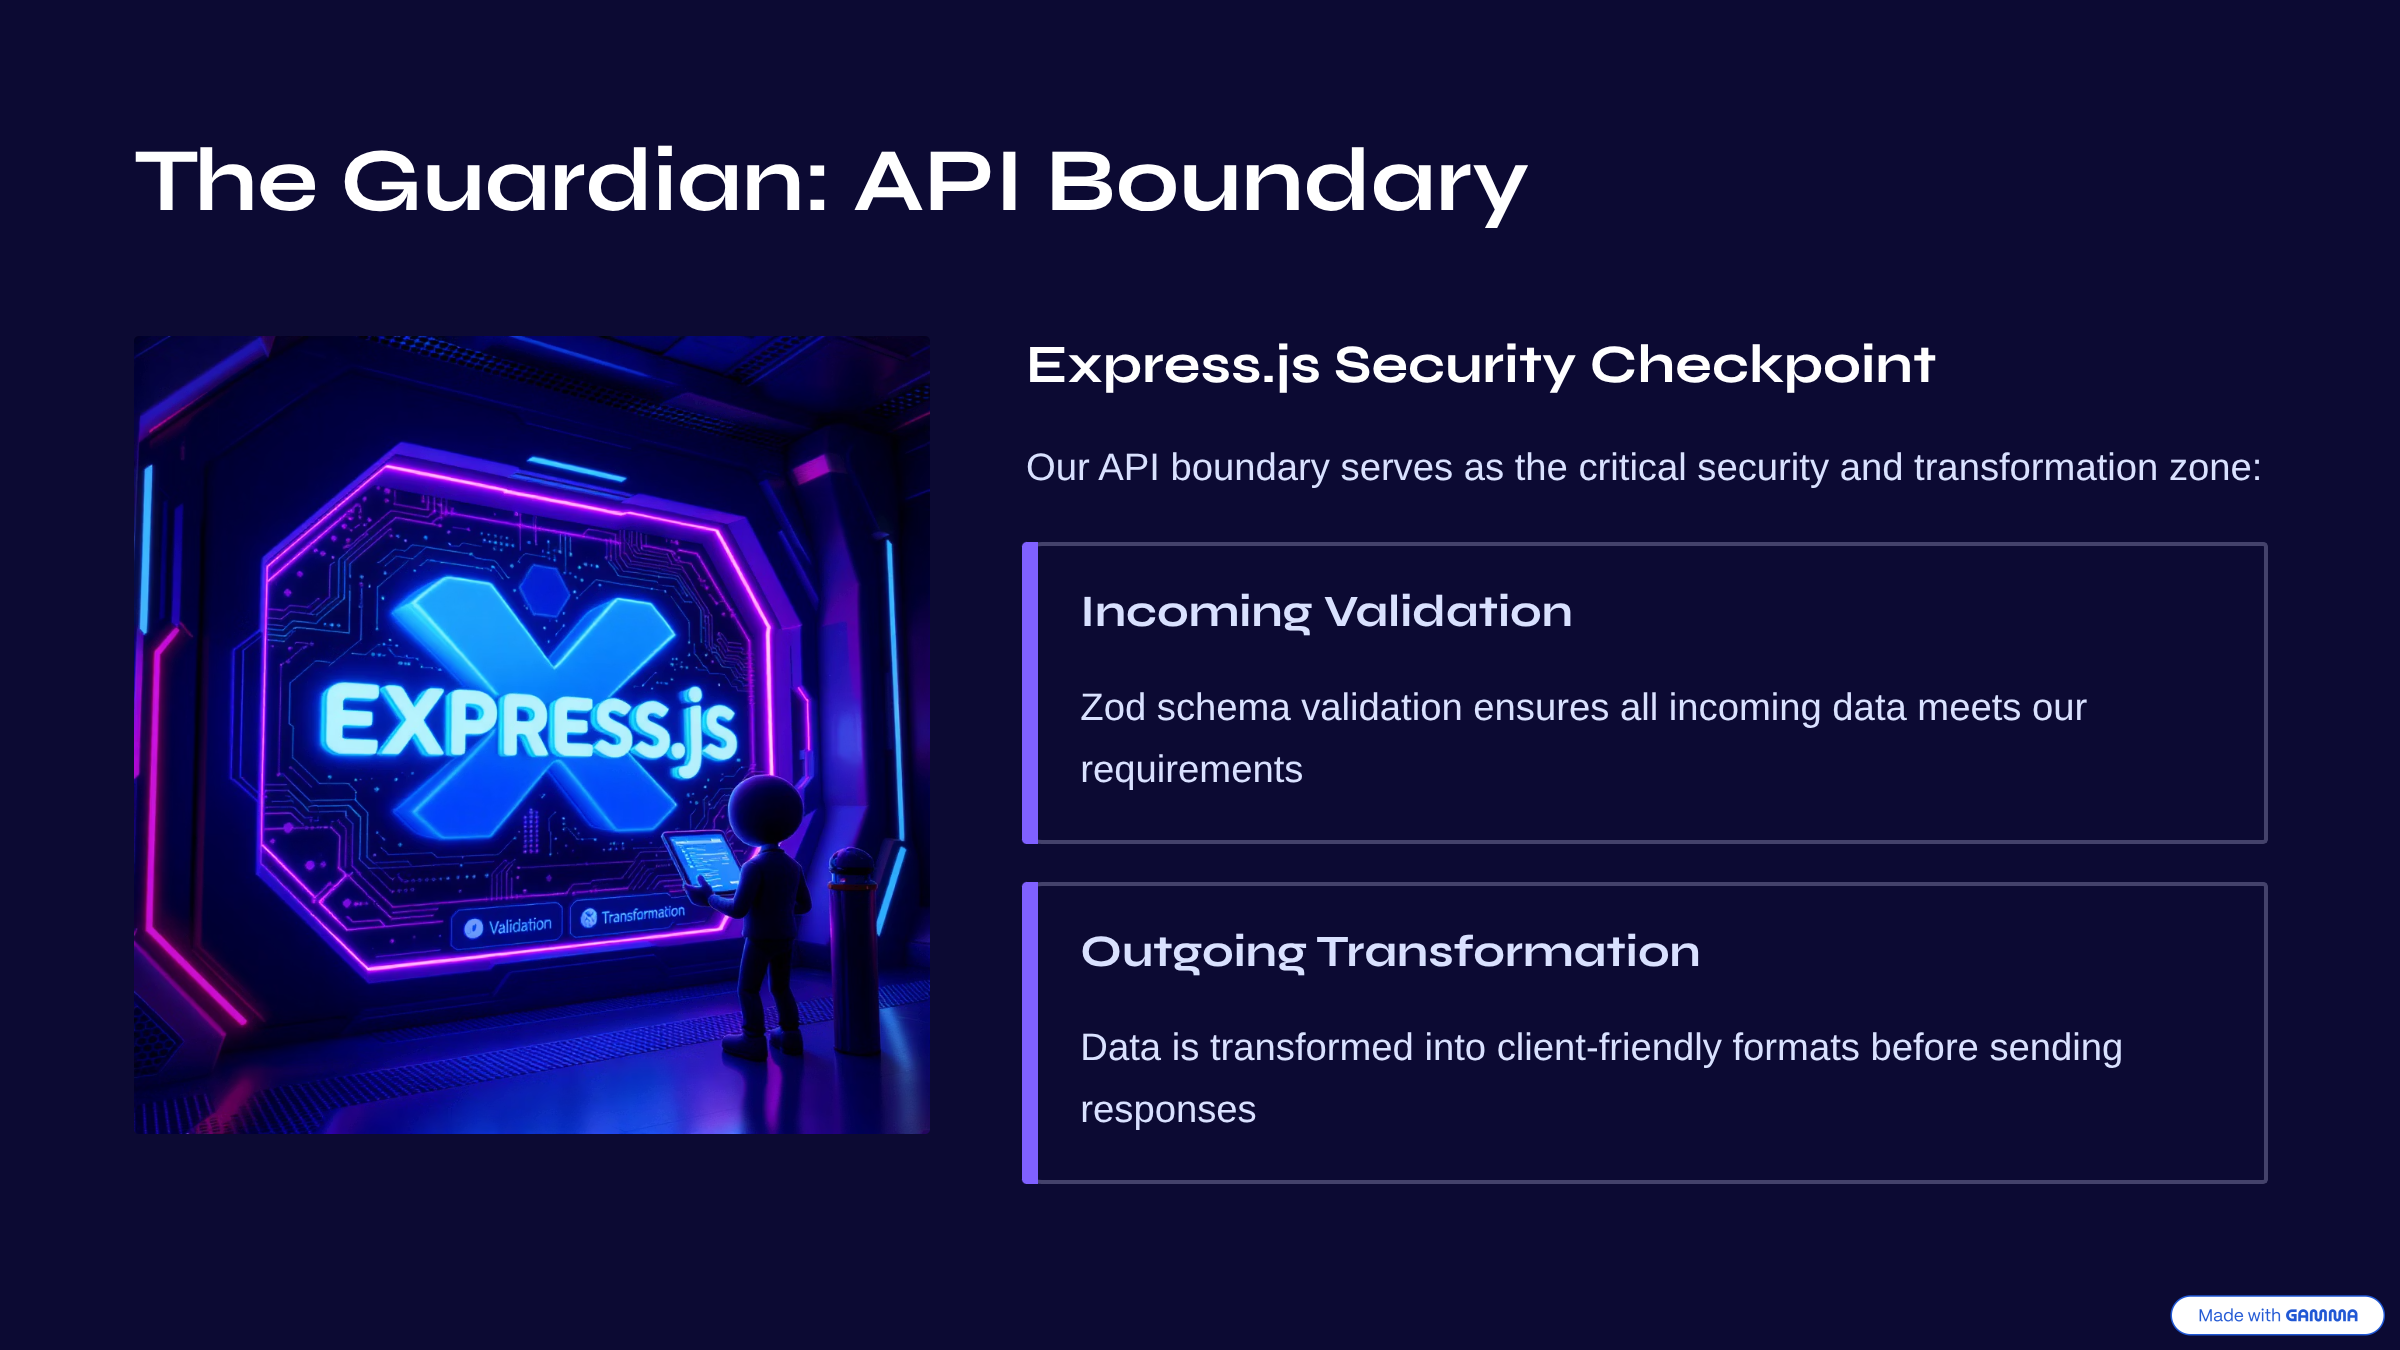 The Guardian: API Boundary
EXPRESS.js
Validation
Transformation
Express.js Security Checkpoint
Our API boundary serves as the critical security and transformation zone:
Incoming Validation
Zod schema validation ensures all incoming data meets our
requirements
Outgoing Transformation
Data is transformed into client-friendly formats before sending
responses
Made with GAMMA